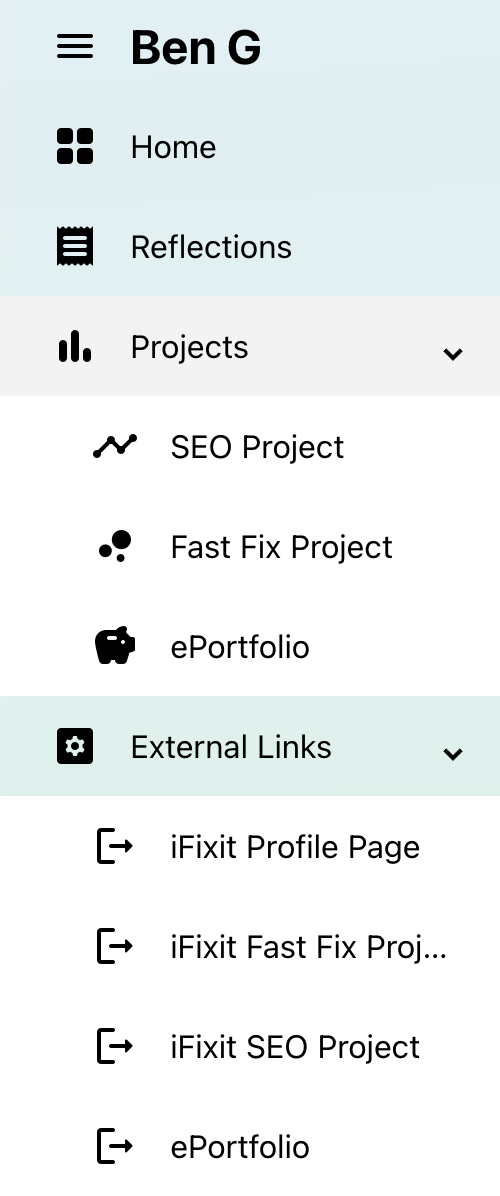 Ben G
Home
Reflections
Projects
SEO Project
Fast Fix Project
ePortfolio
External Links
iFixit Profile Page
iFixit Fast Fix Proj...
iFixit SEO Project
ePortfolio